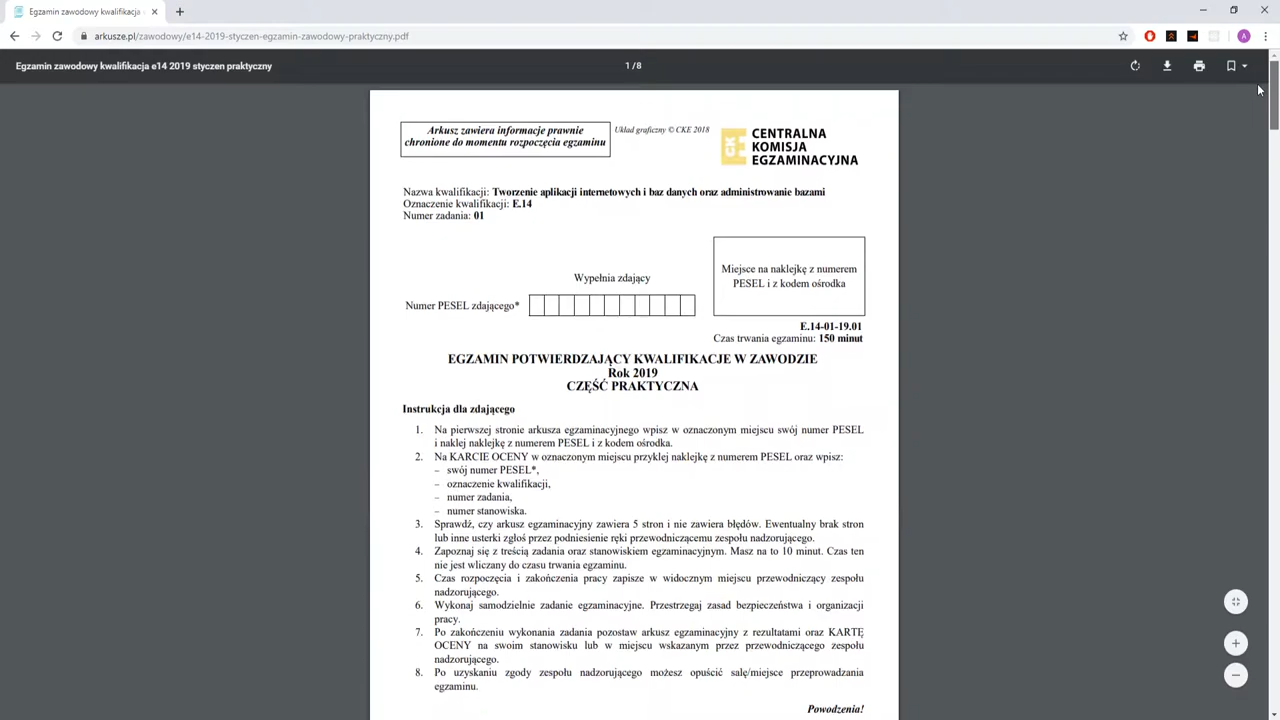 Egzamin zawodowy kwalifikacja
arkusze.pl/zawodowy/e14-2019-styczen-egzamin-zawodowy-praktyczny.pdf
A
Egzamin zawodowy kwalifikacja e14 2019 styczen praktyczny
1/8
Arkusz zawiera informacje prawnie
chronione do momentu rozpoczęcia egzaminu
Układ graficzny © CKE 2018
CKE
CENTRALNA
KOMISJA
EGZAMINACYJNA
Nazwa kwalifikacji: Tworzenie aplikacji internetowych i baz danych oraz administrowanie bazami
Oznaczenie kwalifikacji: E.14
Numer zadania: 01
Miejsce na naklejkę z numerem
PESEL i z kodem ośrodka
Wypełnia zdający
Numer PESEL zdającego*
E.14-01-19.01
Czas trwania egzaminu: 150 minut
EGZAMIN POTWIERDZAJĄCY KWALIFIKACJE W ZAWODZIE
Rok 2019
CZĘŚĆ PRAKTYCZNA
Instrukcja dla zdającego
1. Na pierwszej stronie arkusza egzaminacyjnego wpisz w oznaczonym miejscu swój numer PESEL
i naklej naklejkę z numerem PESEL i z kodem ośrodka.
2. Na KARCIE OCENY w oznaczonym miejscu przyklej naklejkę z numerem PESEL oraz wpisz:
– swój numer PESEL*,
– oznaczenie kwalifikacji,
– numer zadania,
– numer stanowiska.
3. Sprawdź, czy arkusz egzaminacyjny zawiera 5 stron i nie zawiera błędów. Ewentualny brak stron
lub inne usterki zgłoś przez podniesienie ręki przewodniczącemu zespołu nadzorującego.
4. Zapoznaj się z treścią zadania oraz stanowiskiem egzaminacyjnym. Masz na to 10 minut. Czas ten
nie jest wliczany do czasu trwania egzaminu.
5. Czas rozpoczęcia i zakończenia pracy zapisze w widocznym miejscu przewodniczący zespołu
nadzorującego.
6. Wykonaj samodzielnie zadanie egzaminacyjne. Przestrzegaj zasad bezpieczeństwa i organizacji
pracy.
7. Po zakończeniu wykonania zadania pozostaw arkusz egzaminacyjny z rezultatami oraz KARTĘ
OCENY na swoim stanowisku lub w miejscu wskazanym przez przewodniczącego zespołu
nadzorującego.
8. Po uzyskaniu zgody zespołu nadzorującego możesz opuścić salę/miejsce przeprowadzania
egzaminu.
Powodzenia!